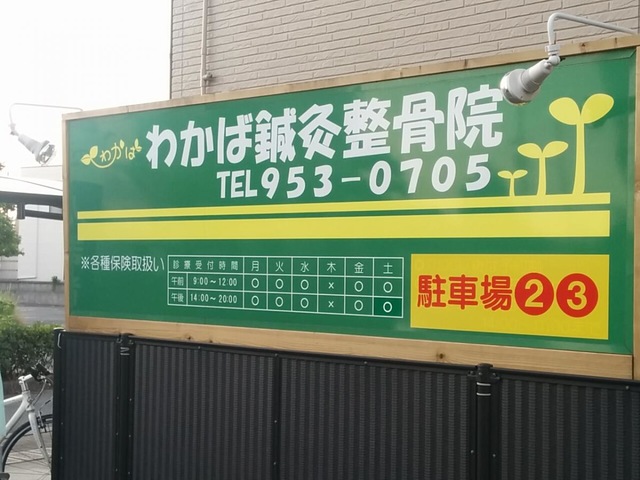 わかば
わかば鍼灸整骨院
TEL953-0705
※各種保険取扱い
診療受付時間 月 火 水 木 金 土
午前 9:00～12:00 ○ ○ ○ × ○ ○
午後 14:00～20:00 ○ ○ ○ × ○ ○
駐車場❷❸